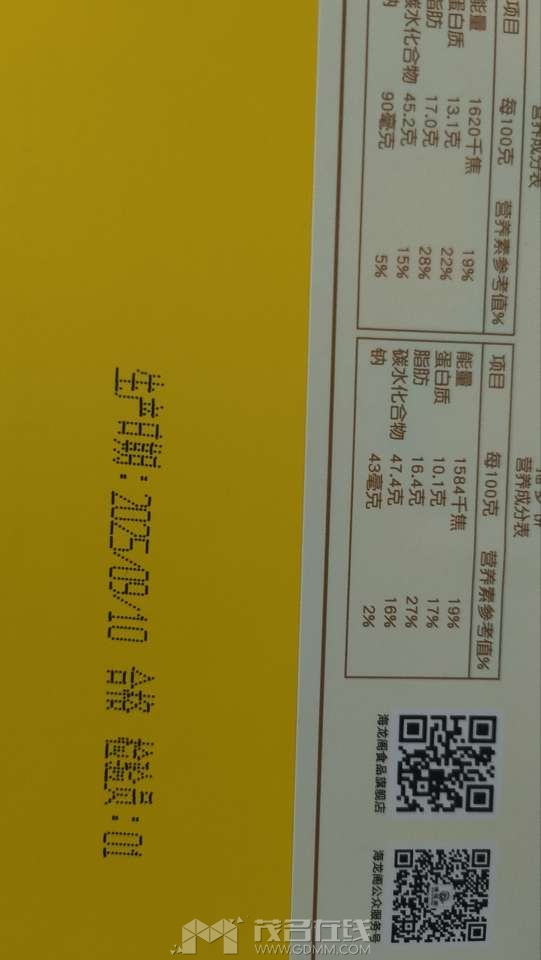 营养成分表
项目 每100克 营养素参考值%
能量 1620千焦 19%
蛋白质 13.1克 22%
脂肪 17.0克 28%
碳水化合物 45.2克 15%
钠 90毫克 5%
营养成分表
项目 每100克 营养素参考值%
能量 1584千焦 19%
蛋白质 10.1克 17%
脂肪 16.4克 27%
碳水化合物 47.4克 16%
钠 43毫克 2%
海龙阁食品旗舰店
海龙阁公众服务号
生产日期:2025/09/10 合格 检验员:01
茂名在线
WWW.GDMM.COM